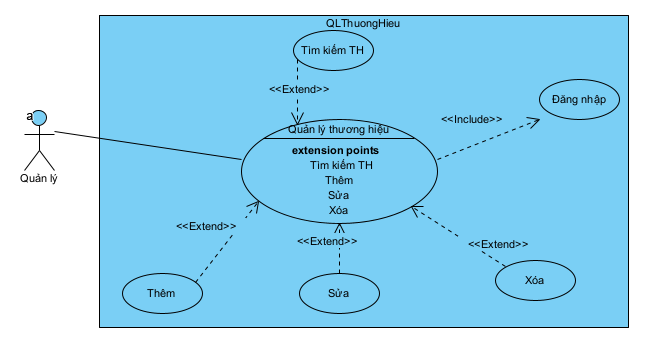 QLThuongHieu
Tìm kiếm TH
<<Extend>>
Đăng nhập
<<Include>>
a
Quản lý
Quản lý thương hiệu
extension points
Tìm kiếm TH
Thêm
Sửa
Xóa
<<Extend>>
<<Extend>>
<<Extend>>
Thêm
Sửa
Xóa